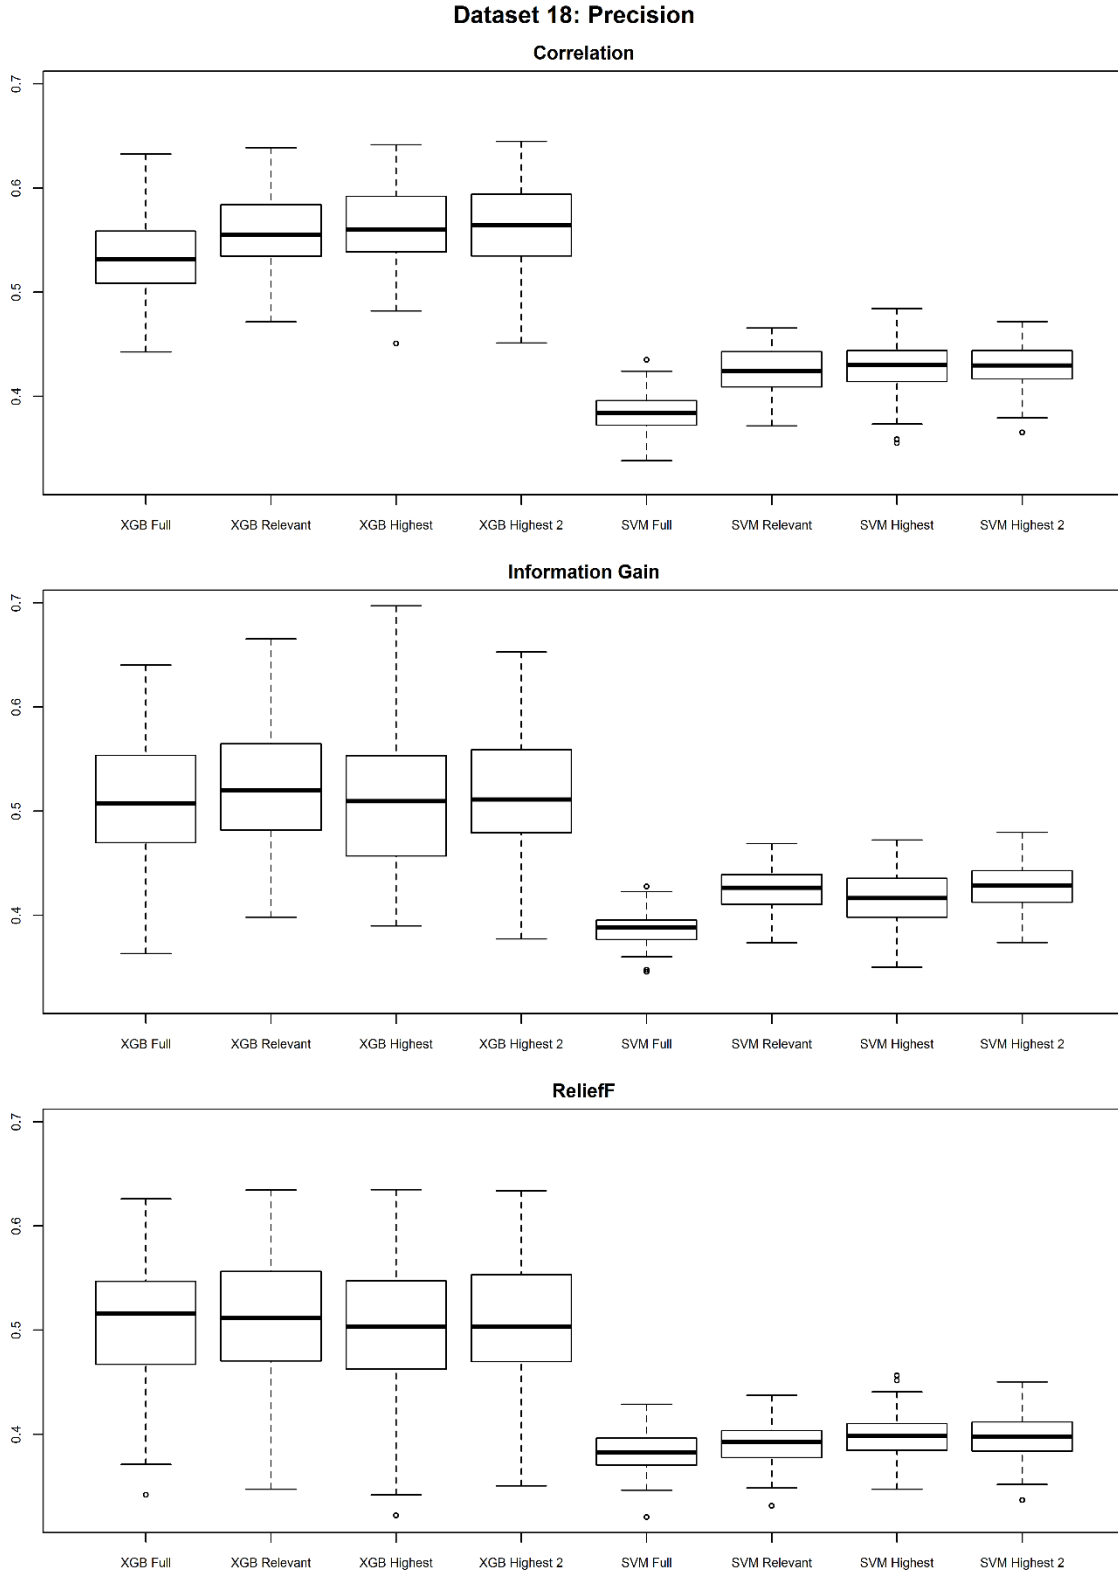 Dataset 18: Precision
Correlation
0.7
0.6
0.5
0.4
XGB Full XGB Relevant XGB Highest XGB Highest 2 SVM Full SVM Relevant SVM Highest SVM Highest 2
Information Gain
0.7
0.6
0.5
0.4
XGB Full XGB Relevant XGB Highest XGB Highest 2 SVM Full SVM Relevant SVM Highest SVM Highest 2
ReliefF
0.7
0.6
0.5
0.4
XGB Full XGB Relevant XGB Highest XGB Highest 2 SVM Full SVM Relevant SVM Highest SVM Highest 2